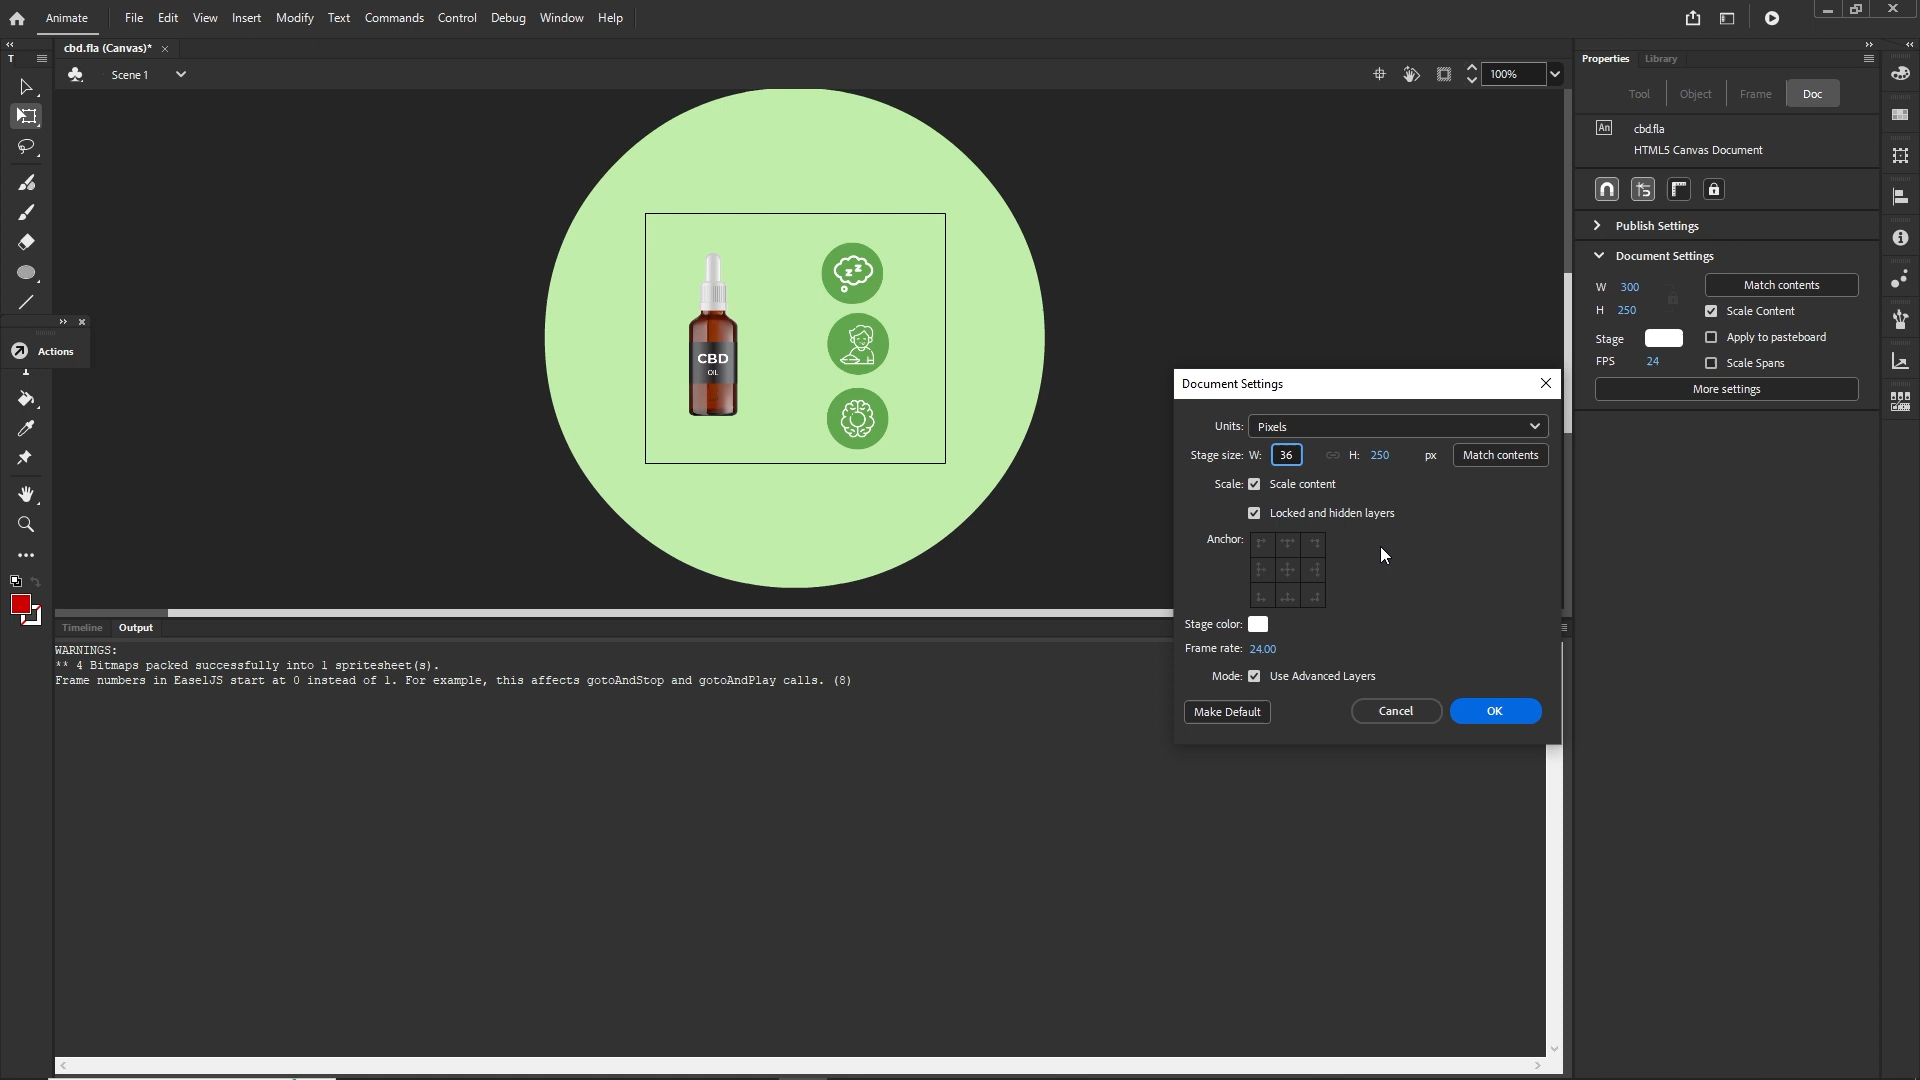 Animate
File Edit View Insert Modify Text Commands Control Debug Window Help
cbd.fla (Canvas)*
Scene 1
100%
CBD
OIL
Actions
Properties Library
Tool Object Frame Doc
An cbd.fla
HTML5 Canvas Document
Publish Settings
Document Settings
W 300 Match contents
H 250 Scale Content
Stage Apply to pasteboard
FPS 24 Scale Spans
More settings
Document Settings
Units: Pixels
Stage size: W: 36 H: 250 px Match contents
Scale: Scale content
Locked and hidden layers
Anchor:
Stage color:
Frame rate: 24.00
Mode: Use Advanced Layers
Make Default Cancel OK
Timeline Output
WARNINGS:
** 4 Bitmaps packed successfully into 1 spritesheet(s).
Frame numbers in EaselJS start at 0 instead of 1. For example, this affects gotoAndStop and gotoAndPlay calls. (8)